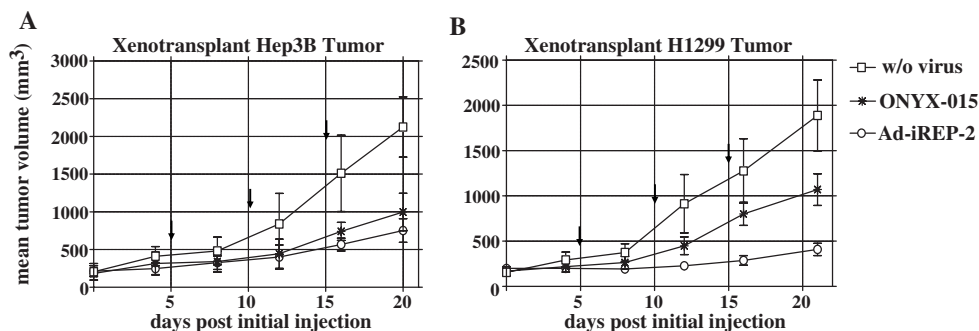 A
Xenotransplant Hep3B Tumor
mean tumor volume (mm³)
3000
2500
2000
1500
1000
500
0
5
10
15
20
days post initial injection
B
Xenotransplant H1299 Tumor
2500
2000
1500
1000
500
0
0
5
10
15
20
days post initial injection
w/o virus
ONYX-015
Ad-iREP-2